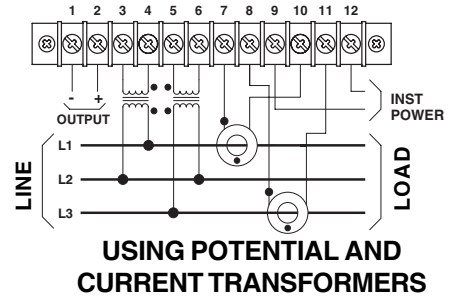 1 2 3 4 5 6 7 8 9 10 11 12
- +
OUTPUT
INST
POWER
L1
L2
L3
LINE
LOAD
USING POTENTIAL AND
CURRENT TRANSFORMERS